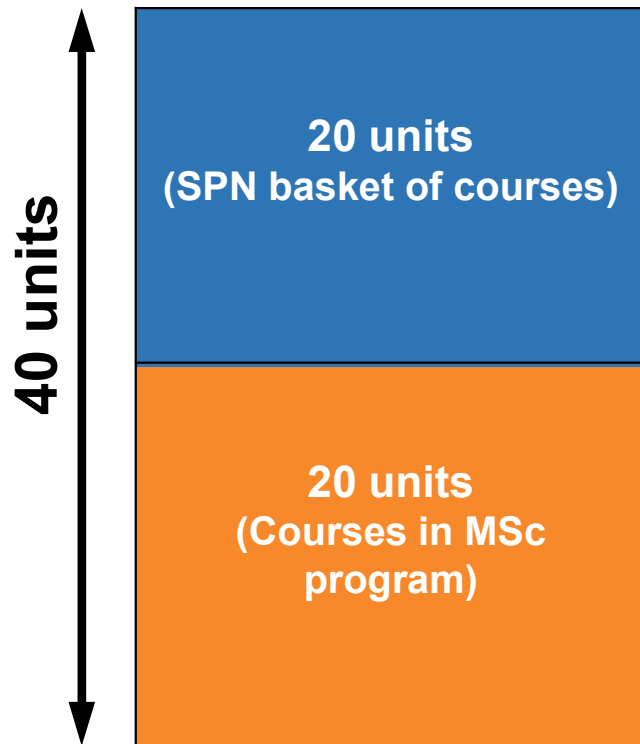 40 units
20 units
(SPN basket of courses)
20 units
(Courses in MSc
program)